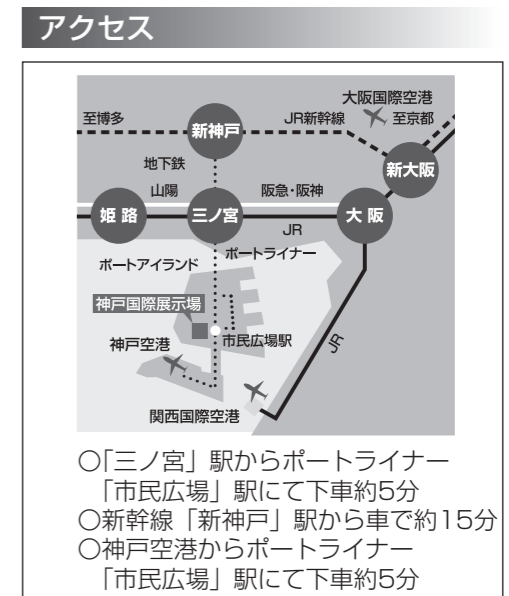 アクセス
大阪国際空港
至博多
JR新幹線
至京都
新神戸
地下鉄
新大阪
山陽
阪急・阪神
姫路
三ノ宮
大阪
JR
ポートライナー
ポートアイランド
神戸国際展示場
市民広場駅
JR
神戸空港
関西国際空港
○「三ノ宮」駅からポートライナー
「市民広場」駅にて下車約5分
○新幹線「新神戸」駅から車で約15分
○神戸空港からポートライナー
「市民広場」駅にて下車約5分